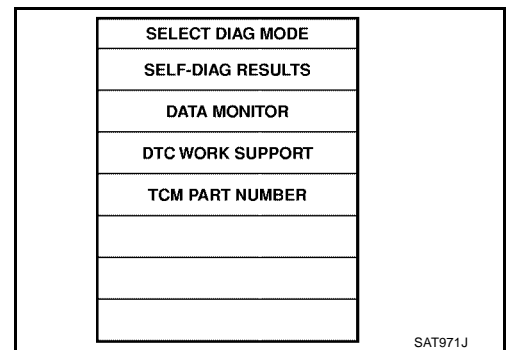 SELECT DIAG MODE
SELF-DIAG RESULTS
DATA MONITOR
DTC WORK SUPPORT
TCM PART NUMBER
SAT971J